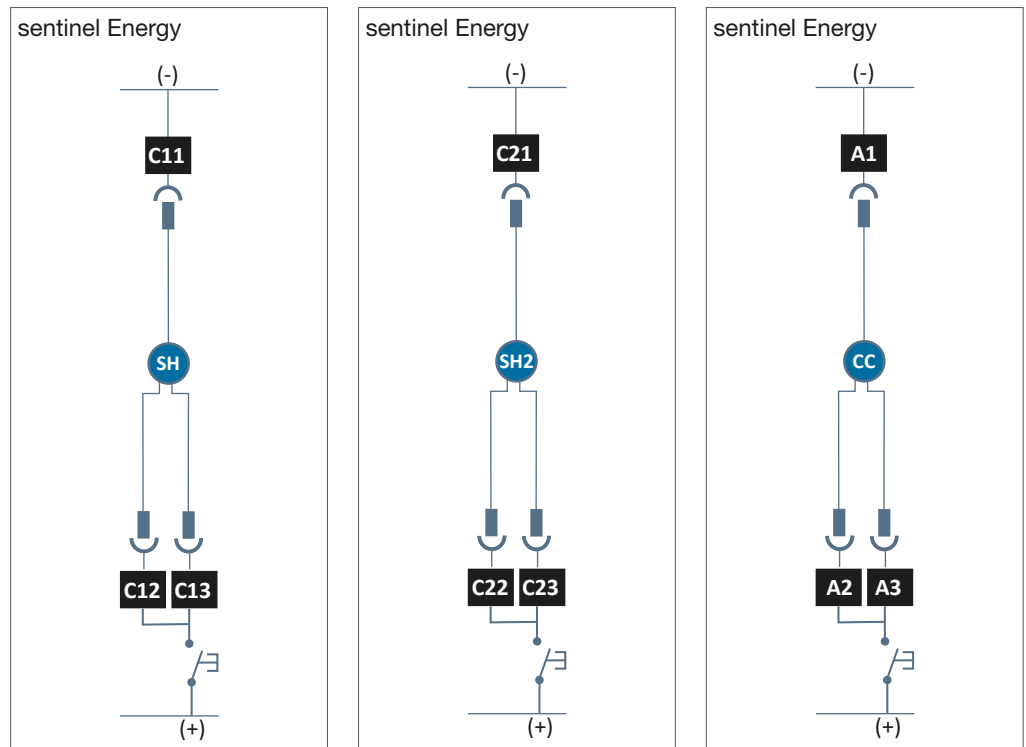 sentinel Energy
(-)
C11
SH
C12 C13
(+)
sentinel Energy
(-)
C21
SH2
C22 C23
(+)
sentinel Energy
(-)
A1
CC
A2 A3
(+)